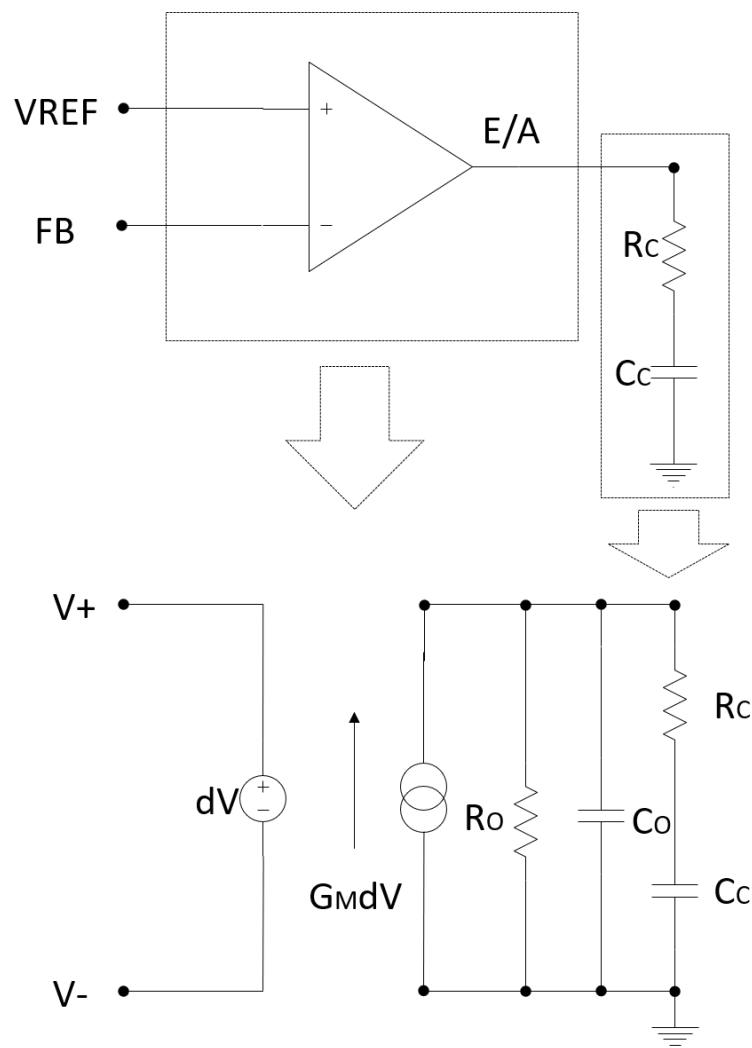 VREF
+
E/A
FB
−
RC
CC
V+
RC
+
dV
−
RO
CO
GMdV
CC
V-